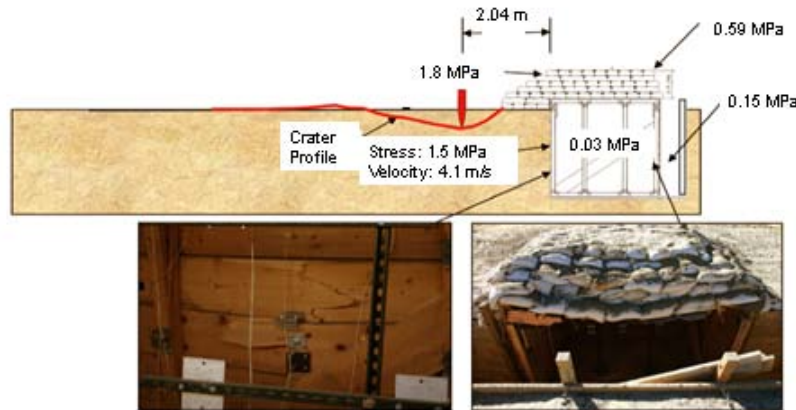 2.04 m
0.59 MPa
1.8 MPa
0.15 MPa
Crater
Profile
Stress: 1.5 MPa
Velocity: 4.1 m/s
0.03 MPa